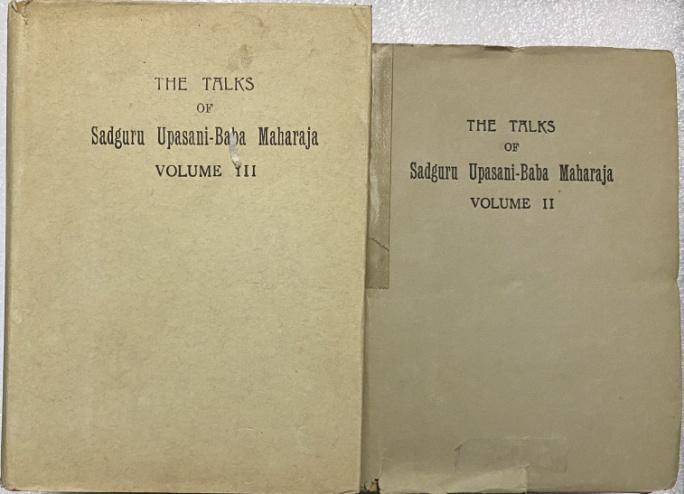 THE TALKS
OF
Sadguru Upasani-Baba Maharaja
VOLUME III
THE TALKS
OF
Sadguru Upasani-Baba Maharaja
VOLUME II